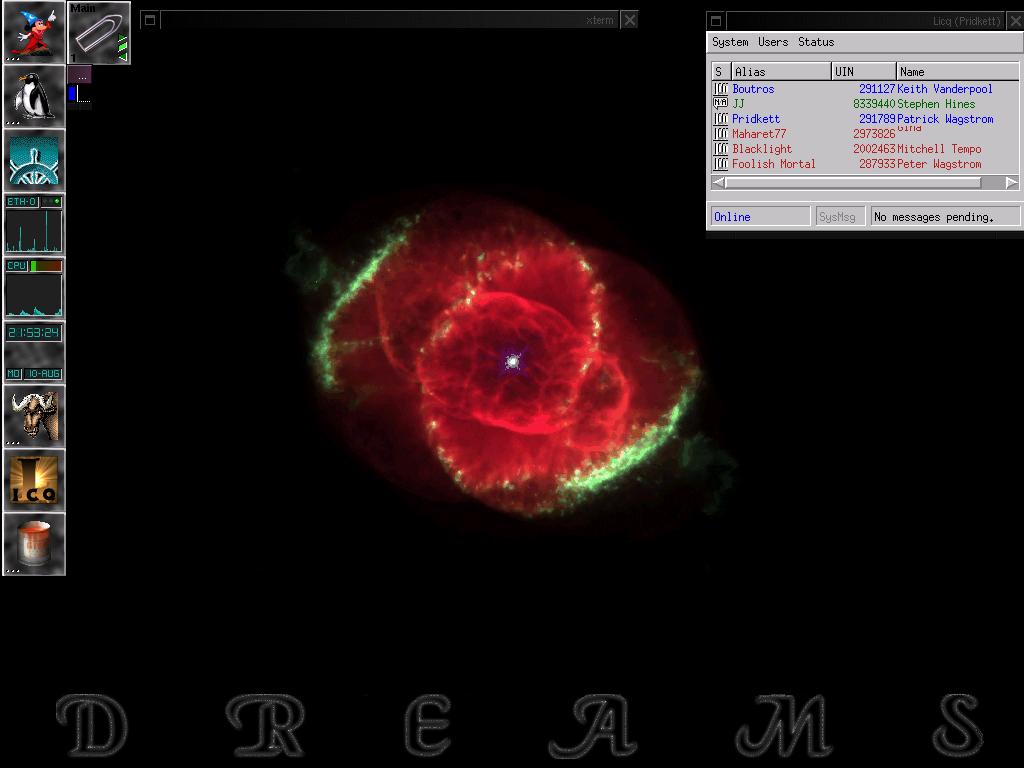 Main
1
...
xterm
Licq (Pridkett)
System Users Status
S Alias UIN Name
Boutros 291127 Keith Vanderpool
NA JJ 8339440 Stephen Hines
Pridkett 291789 Patrick Wagstrom
Maharet77 2973826 Gina
Blacklight 2002463 Mitchell Tempo
Foolish Mortal 287933 Peter Wagstrom
Online SysMsg No messages pending.
ETH-0
CPU
21:53:24
MO 10-AUG
ICQ
D R E A M S